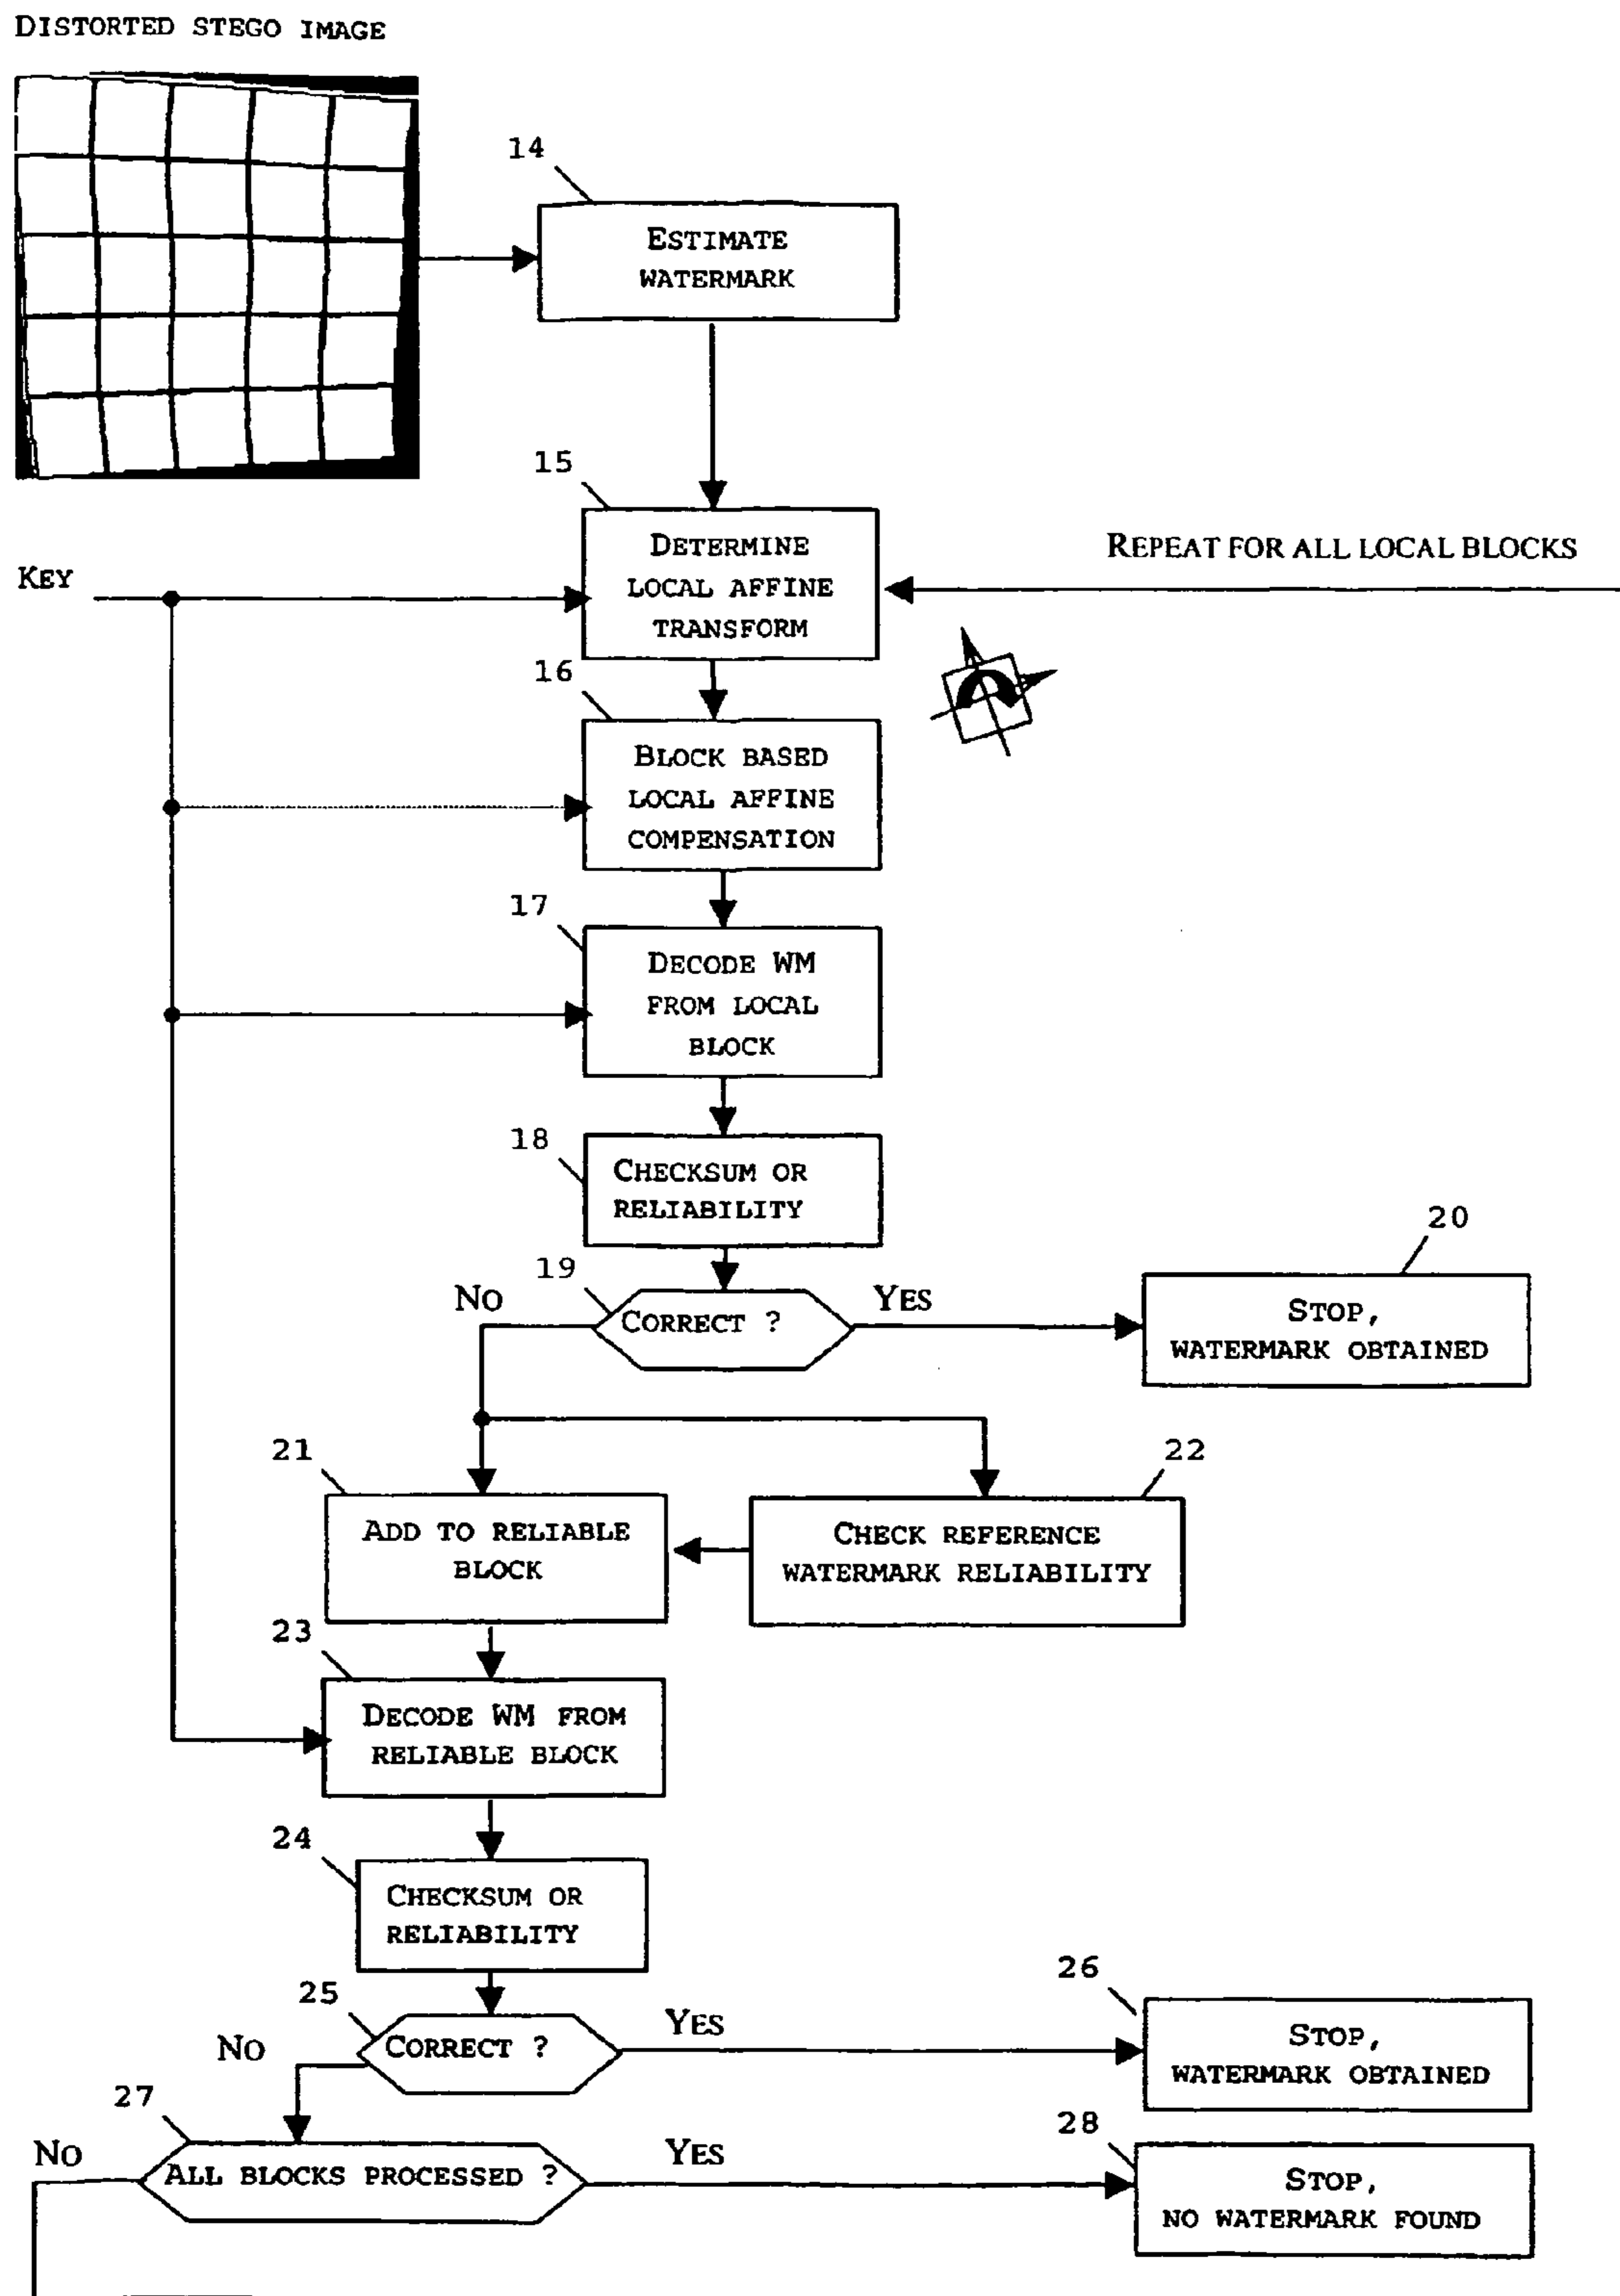 DISTORTED STEGO IMAGE
14
ESTIMATE
WATERMARK
15
DETERMINE
LOCAL AFFINE
TRANSFORM
REPEAT FOR ALL LOCAL BLOCKS
KEY
16
BLOCK BASED
LOCAL AFFINE
COMPENSATION
17
DECODE WM
FROM LOCAL
BLOCK
18
CHECKSUM OR
RELIABILITY
19
NO
CORRECT ?
YES
20
STOP,
WATERMARK OBTAINED
21
ADD TO RELIABLE
BLOCK
22
CHECK REFERENCE
WATERMARK RELIABILITY
23
DECODE WM FROM
RELIABLE BLOCK
24
CHECKSUM OR
RELIABILITY
25
NO
CORRECT ?
YES
26
STOP,
WATERMARK OBTAINED
27
NO
ALL BLOCKS PROCESSED ?
YES
28
STOP,
NO WATERMARK FOUND